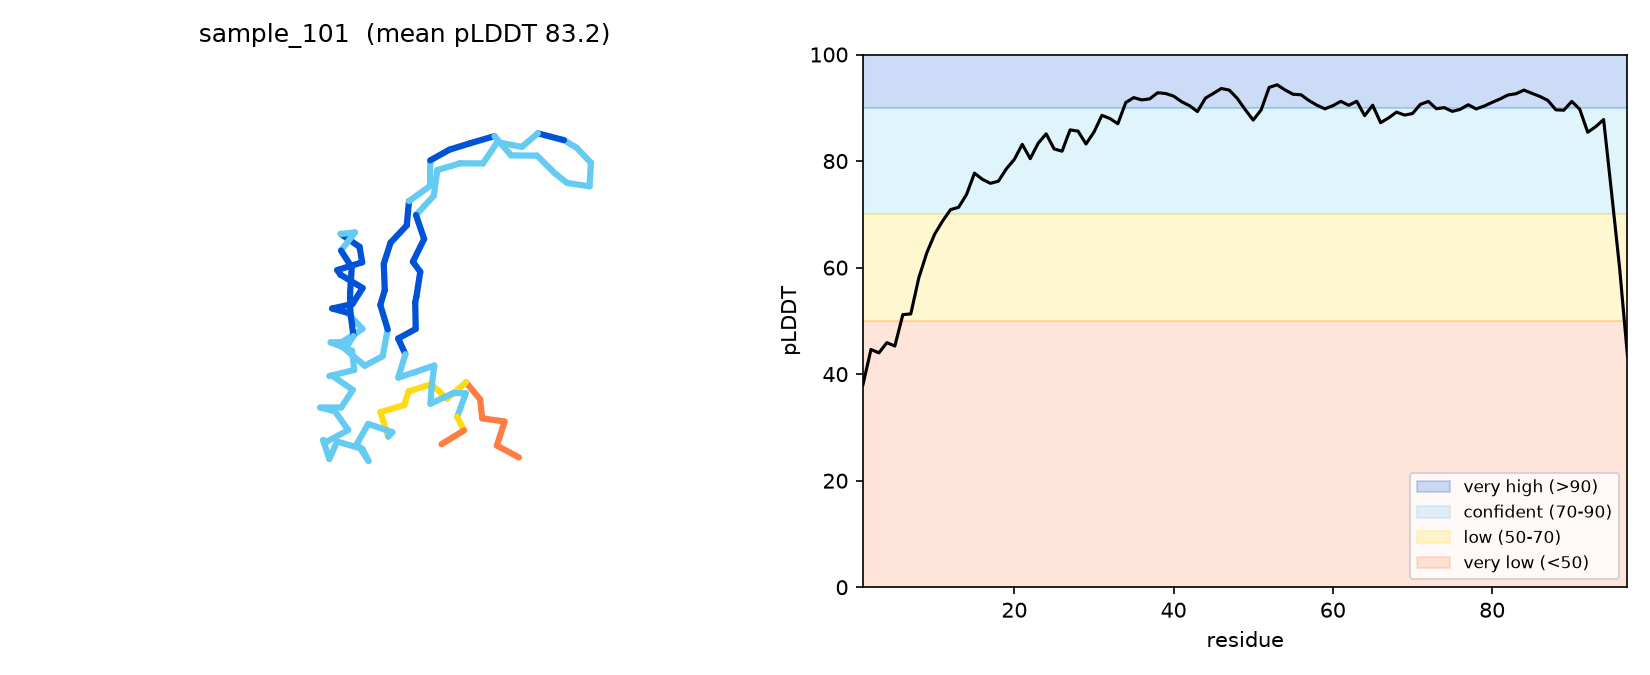 sample_101 (mean pLDDT 83.2)
100
80
60
40
20
0
pLDDT
20 40 60 80
residue
very high (>90)
confident (70-90)
low (50-70)
very low (<50)